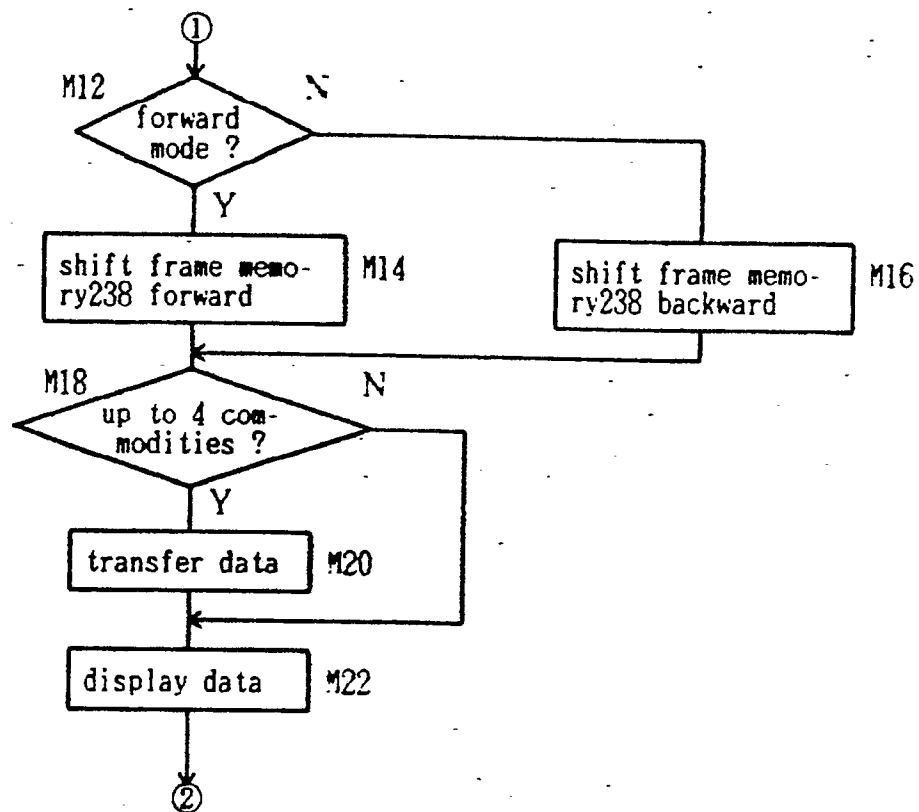 ①
M12
N
forward
mode ?
Y
shift frame memo-
ry238 forward
M14
shift frame memo-
ry238 backward
M16
M18
N
up to 4 com-
modities ?
Y
transfer data
M20
display data
M22
②